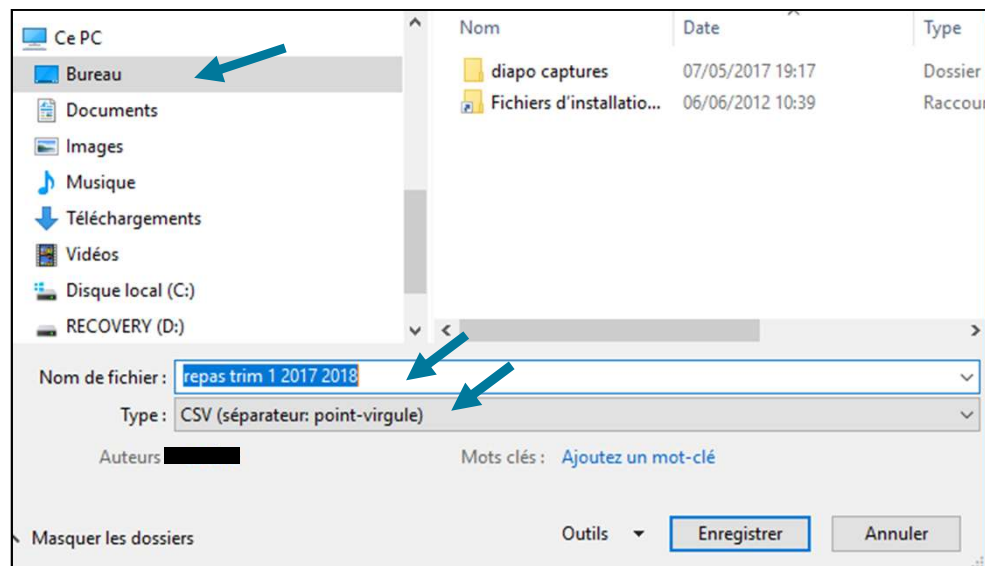 Ce PC
Bureau
Documents
Images
Musique
Téléchargements
Vidéos
Disque local (C:)
RECOVERY (D:)
Nom Date Type
diapo captures 07/05/2017 19:17 Dossier
Fichiers d'installatio... 06/06/2012 10:39 Raccour
Nom de fichier : repas trim 1 2017 2018
Type : CSV (séparateur: point-virgule)
Auteurs Mots clés : Ajoutez un mot-clé
Masquer les dossiers Outils Enregistrer Annuler